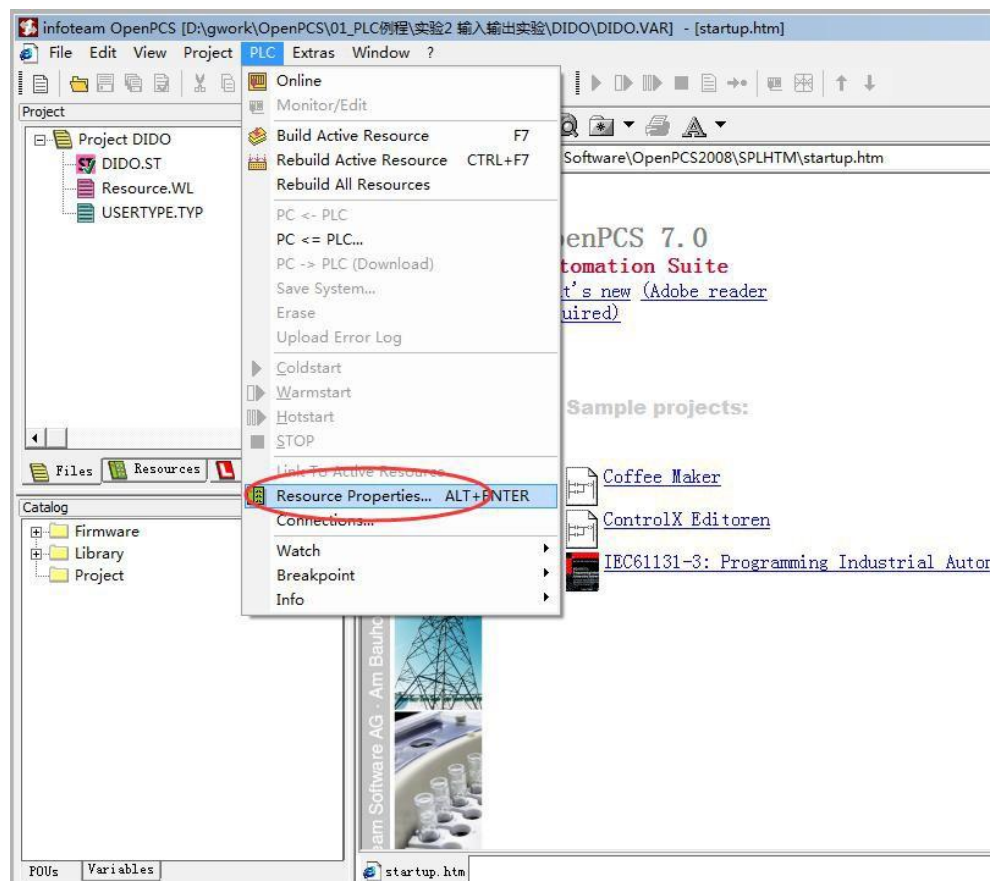 infoteam OpenPCS [D:\gwork\OpenPCS\01_PLC例程\实验2 输入输出实验\DIDO\DIDO.VAR] - [startup.htm]
File Edit View Project PLC Extras Window ?
Project
Project DIDO
DIDO.ST
Resource.WL
USERTYPE.TYP
Files Resources
Catalog
Firmware
Library
Project
POUs Variables
Online
Monitor/Edit
Build Active Resource F7
Rebuild Active Resource CTRL+F7
Rebuild All Resources
PC <- PLC
PC <= PLC...
PC -> PLC (Download)
Save System...
Erase
Upload Error Log
Coldstart
Warmstart
Hotstart
STOP
Link To Active Resource
Resource Properties... ALT+ENTER
Connections...
Watch
Breakpoint
Info
Software\OpenPCS2008\SPLHTM\startup.htm
enPCS 7.0
tomation Suite
t's new (Adobe reader
uired)
Sample projects:
Coffee Maker
ControlX Editoren
IEC61131-3: Programming Industrial Autom
eam Software AG · Am Bauho
startup.htm